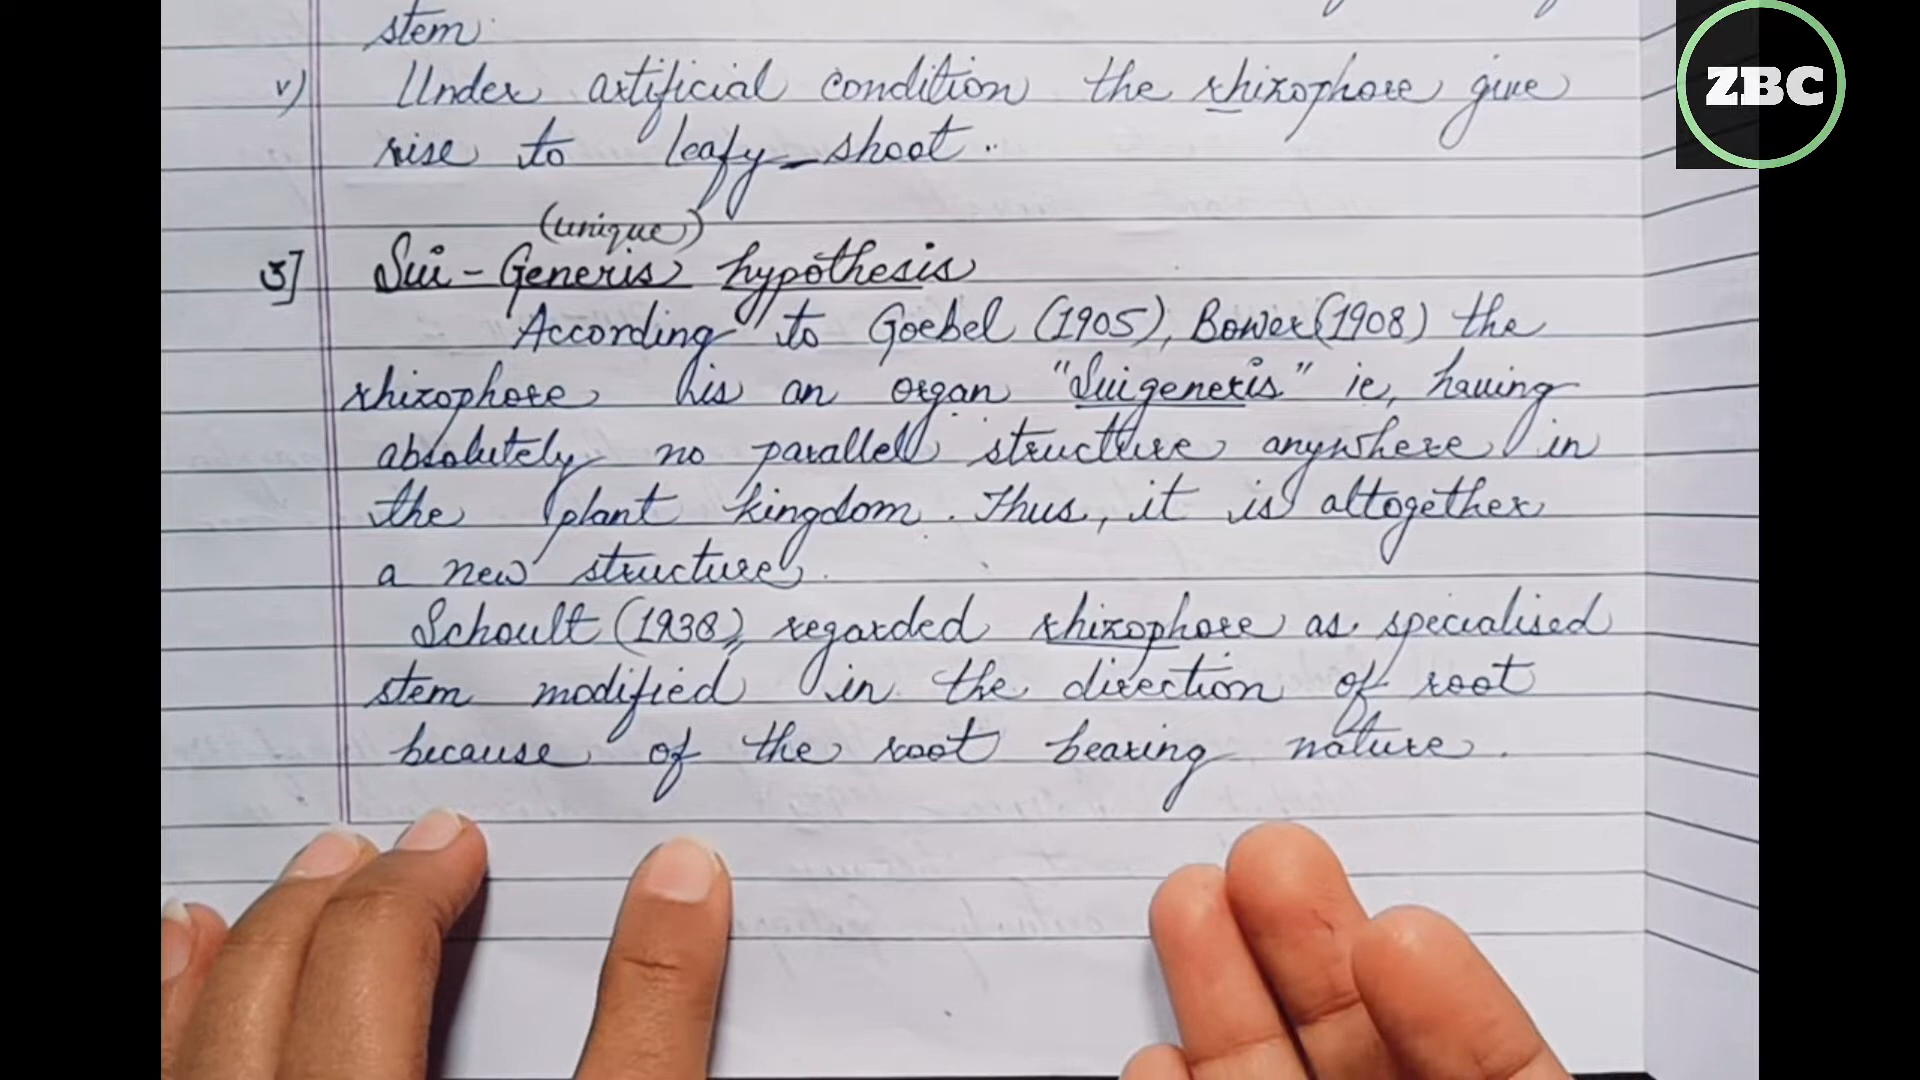 stem.
v) Under artificial condition the rhizophore give
rise to leafy-shoot.
(unique)
3] Sui-Generis hypothesis
According to Goebel (1905), Bower (1908) the
rhizophore is an organ "Suigeneris" ie, having
absolutely no parallel structure anywhere in
the plant kingdom. Thus, it is altogether
a new structure.
Schoult (1938), regarded rhizophore as specialised
stem modified in the direction of root
because of the root bearing nature.
ZBC